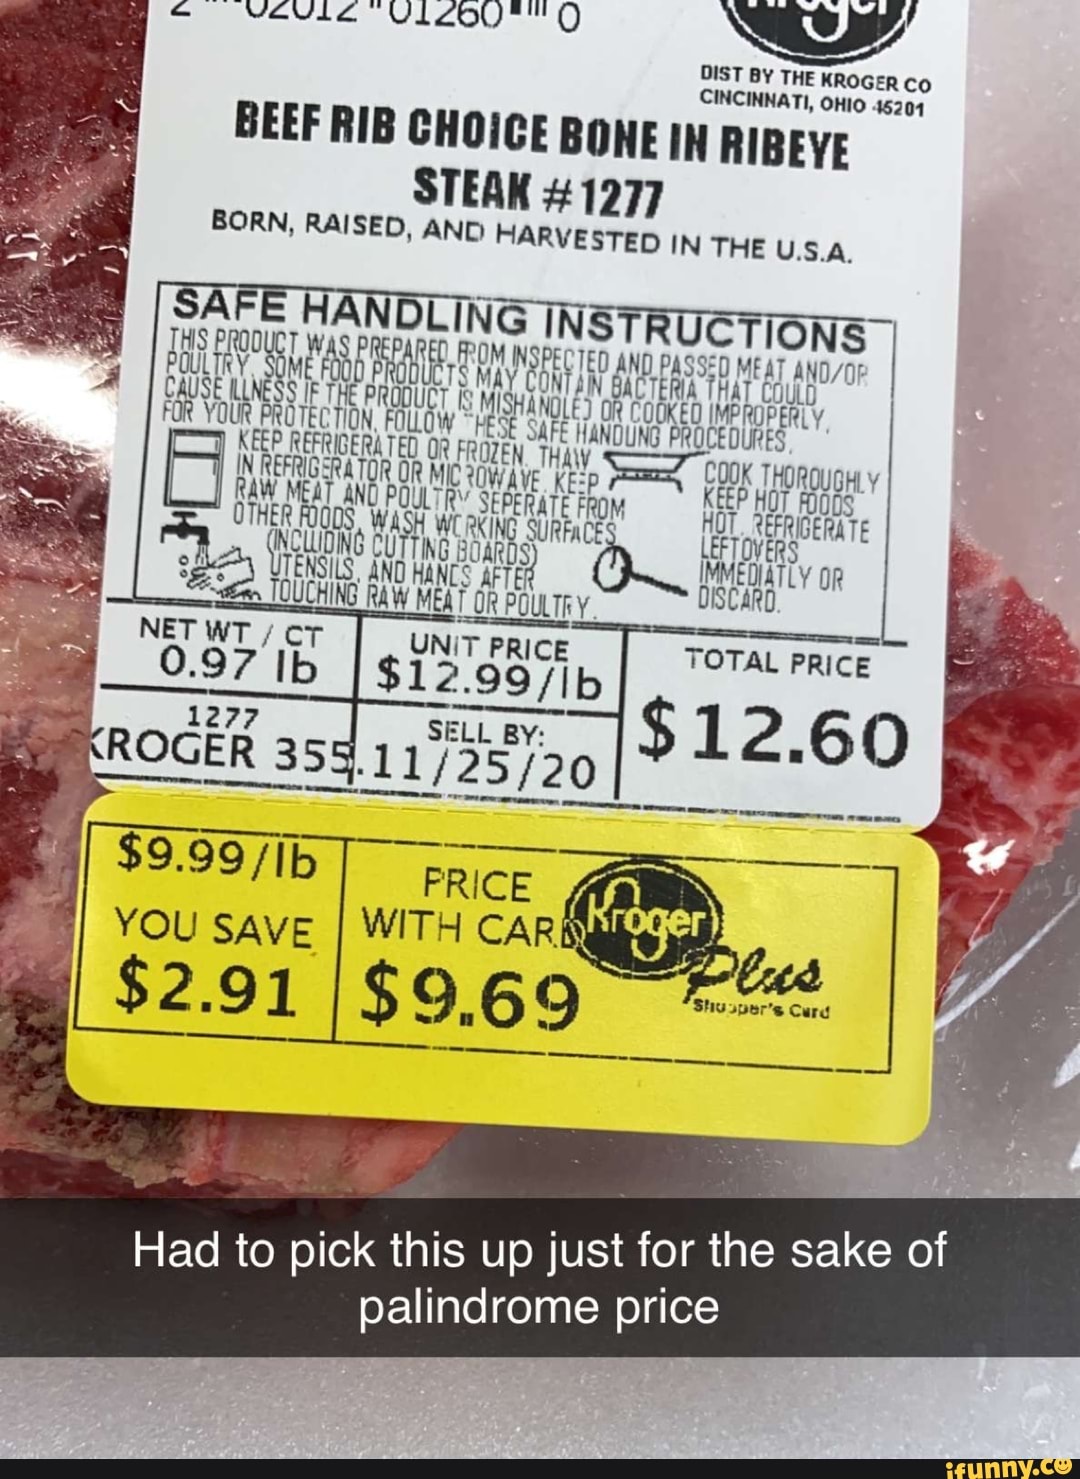 02012 01260 0
Kroger
DIST BY THE KROGER CO
CINCINNATI, OHIO 45201
BEEF RIB CHOICE BONE IN RIBEYE
STEAK #1277
BORN, RAISED, AND HARVESTED IN THE U.S.A.
SAFE HANDLING INSTRUCTIONS
THIS PRODUCT WAS PREPARED FROM INSPECTED AND PASSED MEAT AND/OR
POULTRY. SOME FOOD PRODUCTS MAY CONTAIN BACTERIA THAT COULD
CAUSE ILLNESS IF THE PRODUCT IS MISHANDLED OR COOKED IMPROPERLY.
FOR YOUR PROTECTION, FOLLOW THESE SAFE HANDLING PROCEDURES.
KEEP REFRIGERATED OR FROZEN. THAW
IN REFRIGERATOR OR MICROWAVE. KEEP
RAW MEAT AND POULTRY SEPERATE FROM
OTHER FOODS. WASH WORKING SURFACES
(INCLUDING CUTTING BOARDS)
UTENSILS, AND HANDS AFTER
TOUCHING RAW MEAT OR POULTRY.
COOK THOROUGHLY
KEEP HOT FOODS
HOT. REFRIGERATE
LEFTOVERS
IMMEDIATLY OR
DISCARD.
NET WT / CT
0.97 lb
UNIT PRICE
$12.99/lb
TOTAL PRICE
$12.60
1277
KROGER 355
SELL BY:
11/25/20
$9.99/lb
YOU SAVE
$2.91
PRICE
WITH CARD
$9.69
Kroger
Plus
Shopper's Card
Had to pick this up just for the sake of
palindrome price
ifunny.co